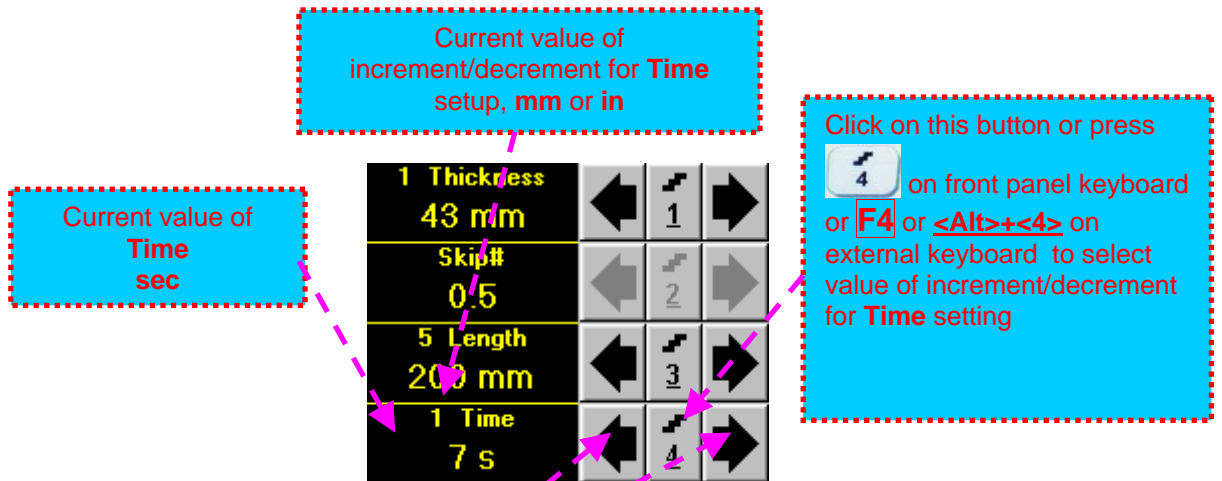 Current value of
increment/decrement for Time
setup, mm or in
Click on this button or press
4 on front panel keyboard
or F4 or <Alt>+<4> on
external keyboard to select
value of increment/decrement
for Time setting
Current value of
Time
sec
1 Thickness
43 mm
1
Skip#
0.5
2
5 Length
200 mm
3
1 Time
7 s
4